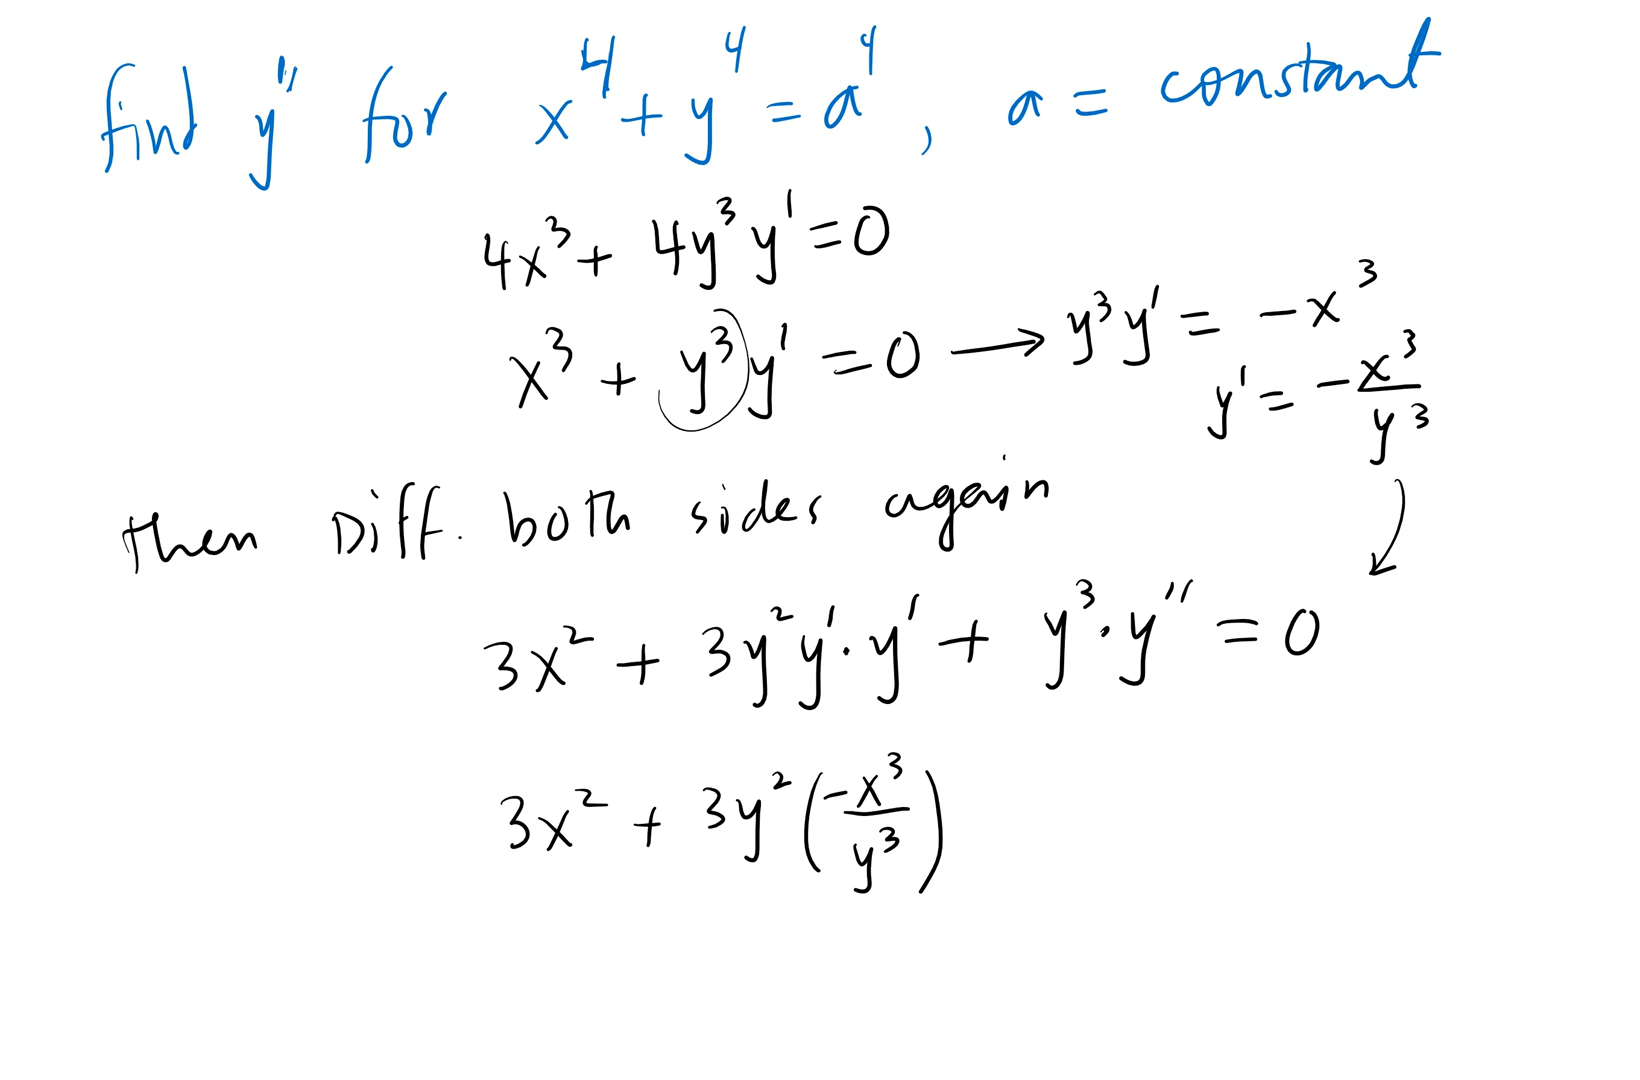 find y'' for x⁴ + y⁴ = a⁴, a = constant
4x³ + 4y³y' = 0
x³ + y³y' = 0 → y³y' = -x³
y' = -x³/y³
then Diff. both sides again
3x² + 3y²y'·y' + y³·y'' = 0
3x² + 3y²(-x³/y³)